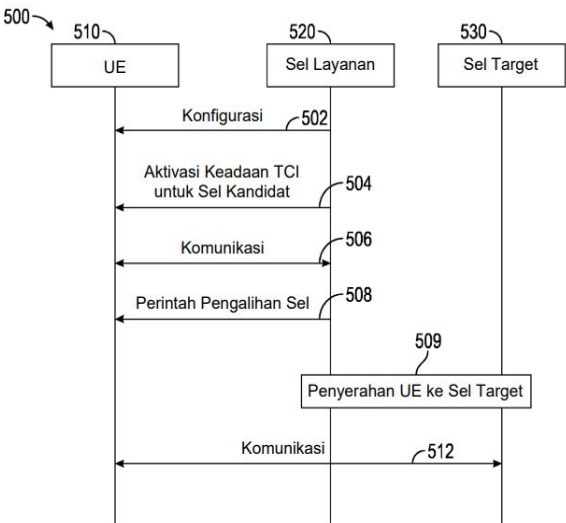 500
510
520
530
UE
Sel Layanan
Sel Target
Konfigurasi
502
Aktivasi Keadaan TCI
untuk Sel Kandidat
504
Komunikasi
506
Perintah Pengalihan Sel
508
509
Penyerahan UE ke Sel Target
Komunikasi
512